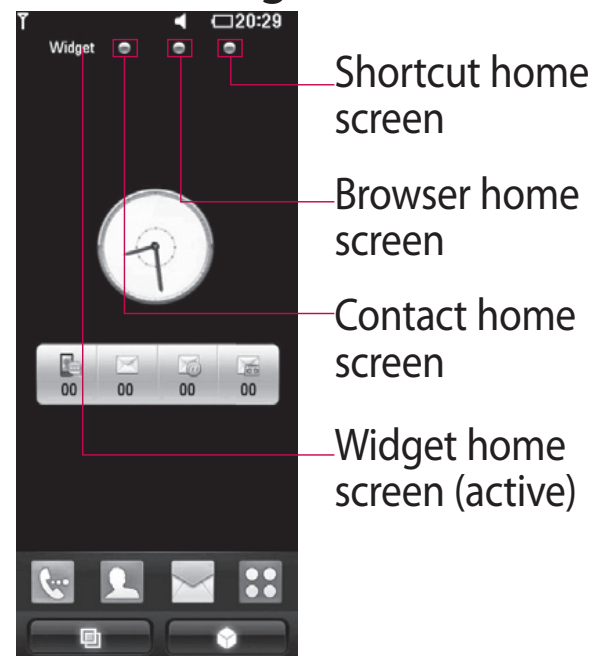 20:29
Widget
Shortcut home
screen
Browser home
screen
Contact home
screen
00 00 00 00
Widget home
screen (active)